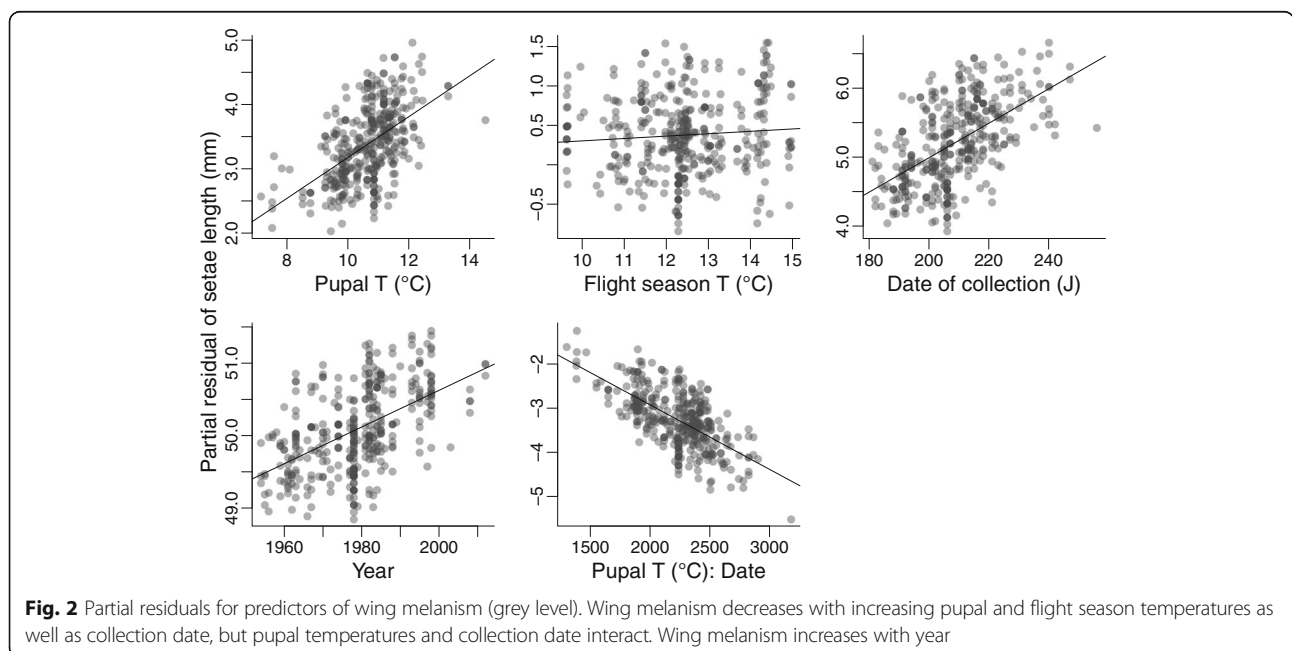 Partial residual of setae length (mm)
5.0
4.0
3.0
2.0
8 10 12 14
Pupal T (°C)
1.5
1.0
0.5
−0.5
10 11 12 13 14 15
Flight season T (°C)
6.0
5.0
4.0
180 200 220 240
Date of collection (J)
51.0
50.0
49.0
1960 1980 2000
Year
−2
−3
−4
−5
1500 2000 2500 3000
Pupal T (°C): Date
Fig. 2 Partial residuals for predictors of wing melanism (grey level). Wing melanism decreases with increasing pupal and flight season temperatures as
well as collection date, but pupal temperatures and collection date interact. Wing melanism increases with year